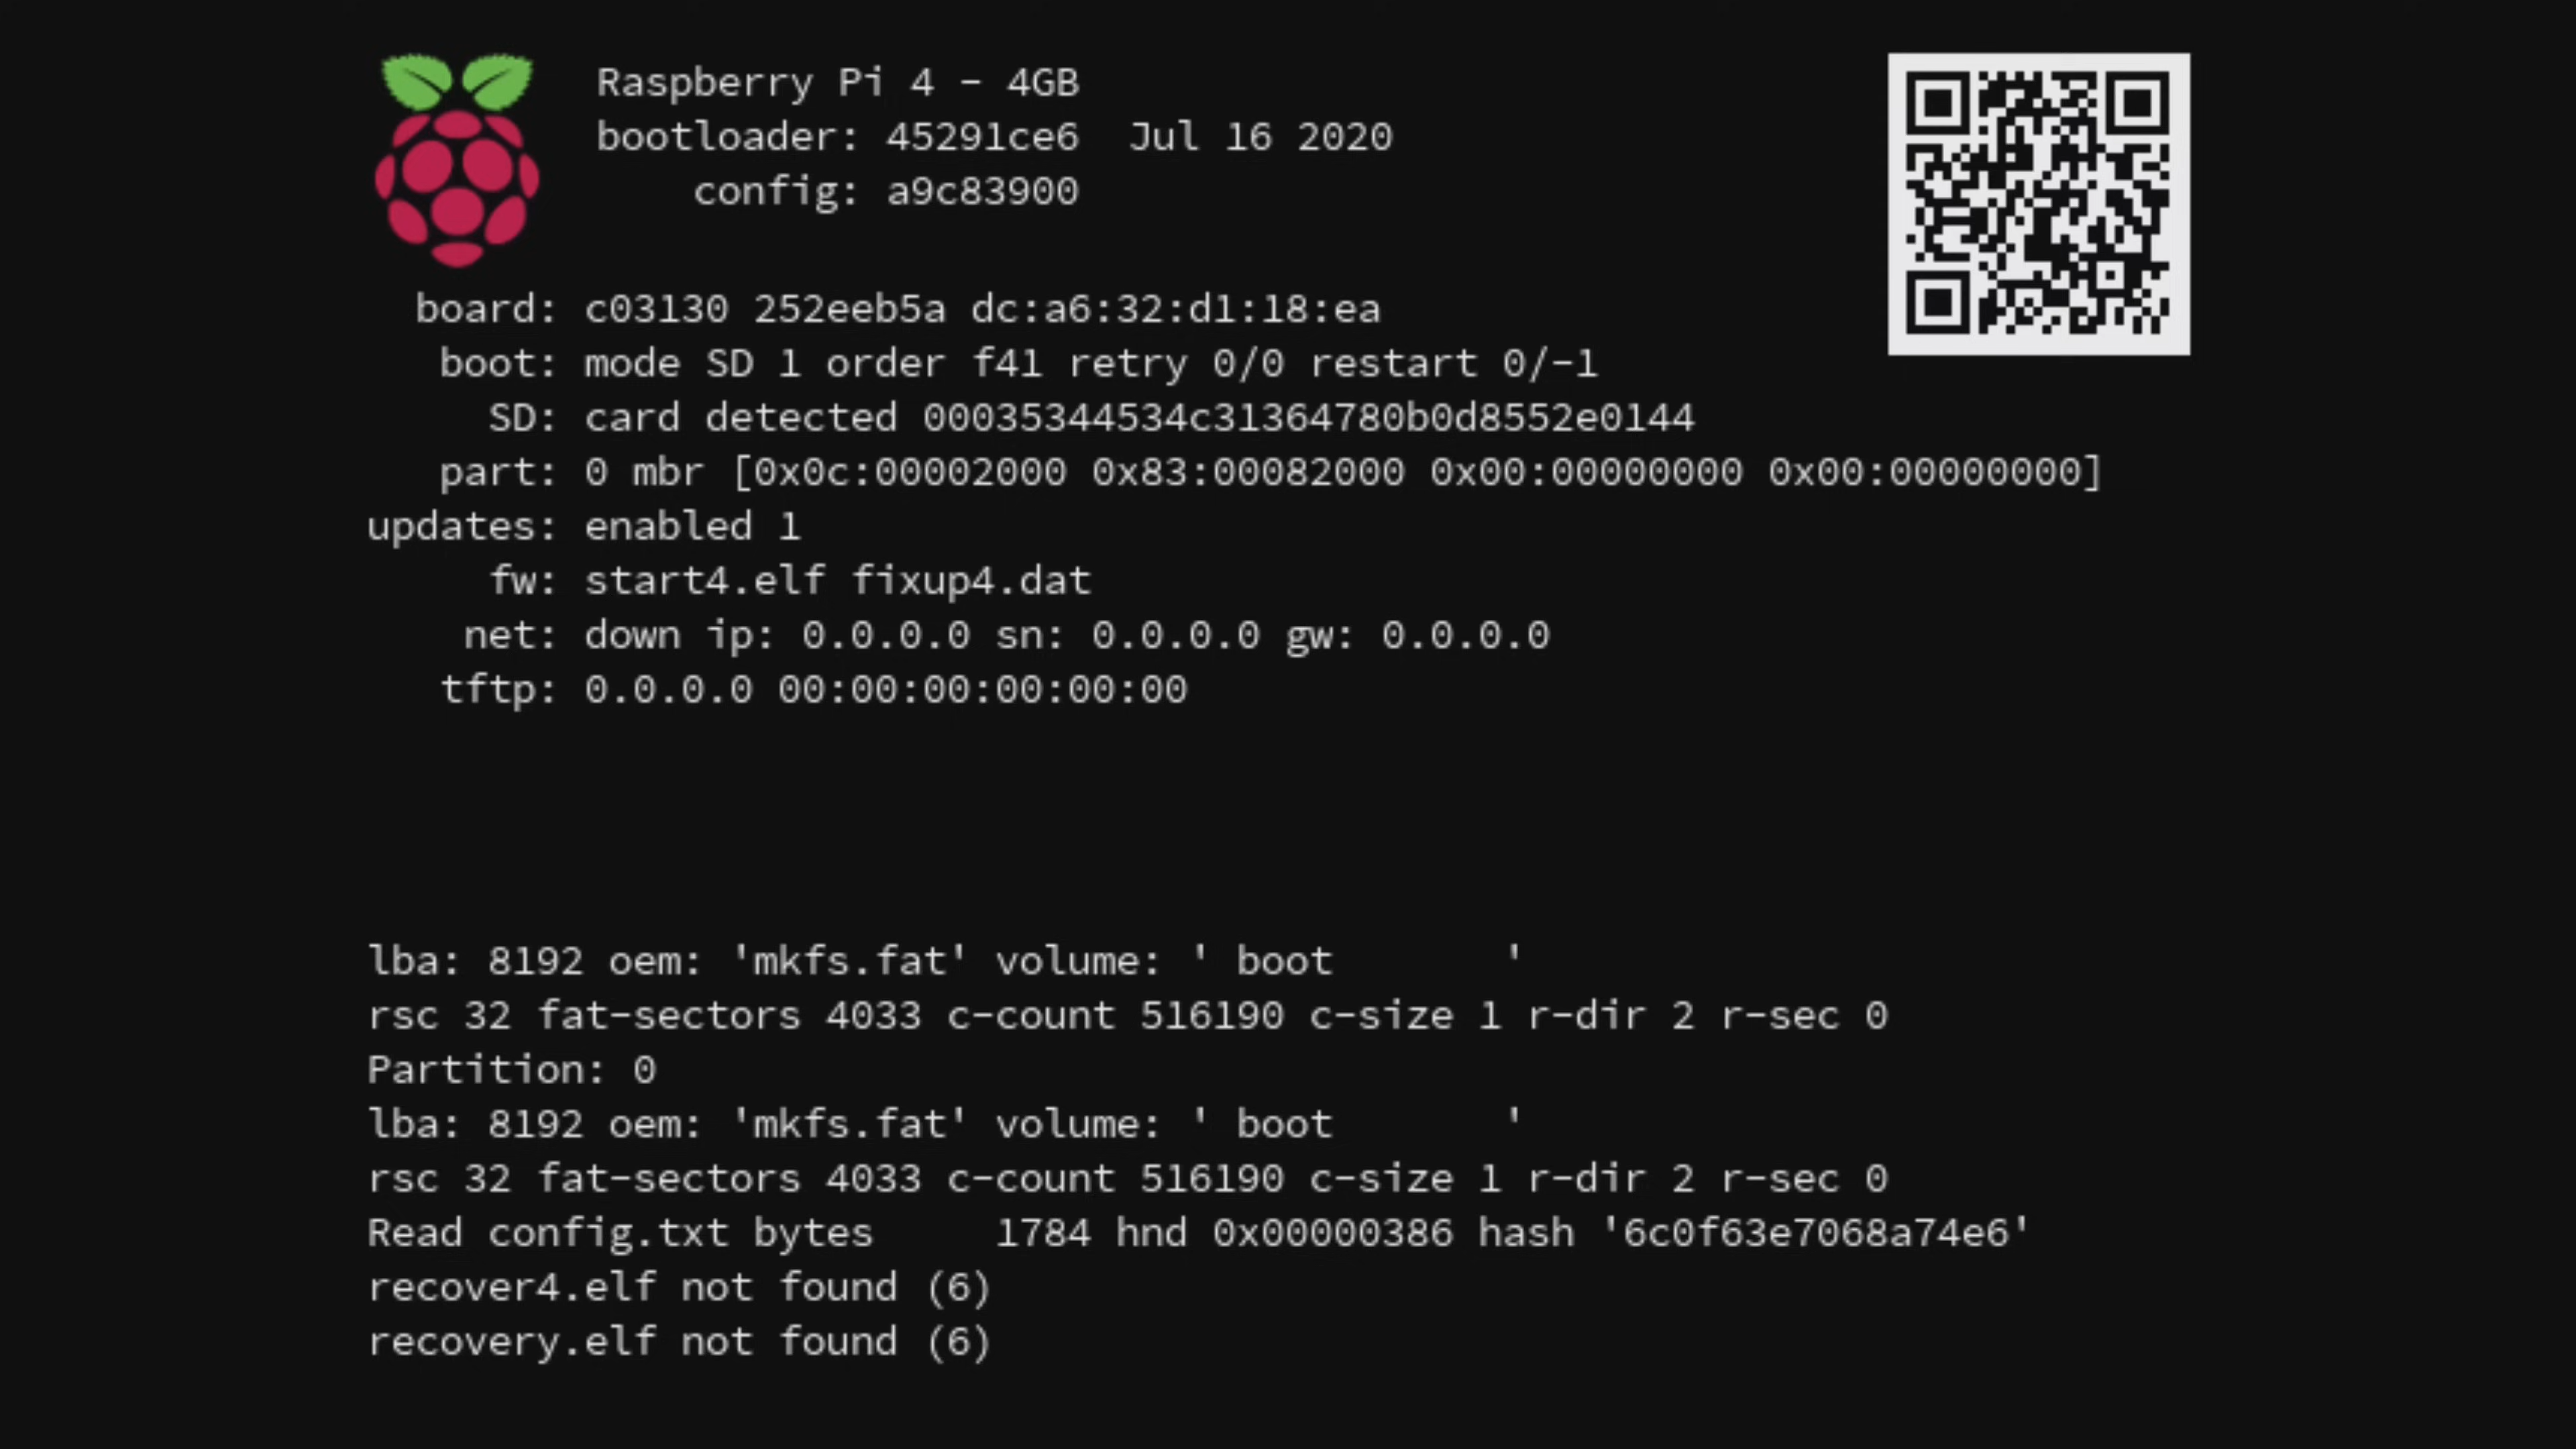 Raspberry Pi 4 - 4GB
bootloader: 45291ce6  Jul 16 2020
config: a9c83900
board: c03130 252eeb5a dc:a6:32:d1:18:ea
boot: mode SD 1 order f41 retry 0/0 restart 0/-1
SD: card detected 00035344534c31364780b0d8552e0144
part: 0 mbr [0x0c:00002000 0x83:00082000 0x00:00000000 0x00:00000000]
updates: enabled 1
fw: start4.elf fixup4.dat
net: down ip: 0.0.0.0 sn: 0.0.0.0 gw: 0.0.0.0
tftp: 0.0.0.0 00:00:00:00:00:00
lba: 8192 oem: 'mkfs.fat' volume: ' boot       '
rsc 32 fat-sectors 4033 c-count 516190 c-size 1 r-dir 2 r-sec 0
Partition: 0
lba: 8192 oem: 'mkfs.fat' volume: ' boot       '
rsc 32 fat-sectors 4033 c-count 516190 c-size 1 r-dir 2 r-sec 0
Read config.txt bytes     1784 hnd 0x00000386 hash '6c0f63e7068a74e6'
recover4.elf not found (6)
recovery.elf not found (6)